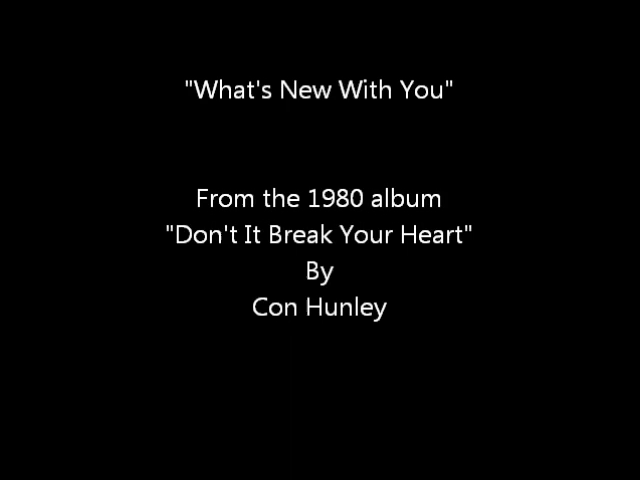 "What's New With You"
From the 1980 album
"Don't It Break Your Heart"
By
Con Hunley